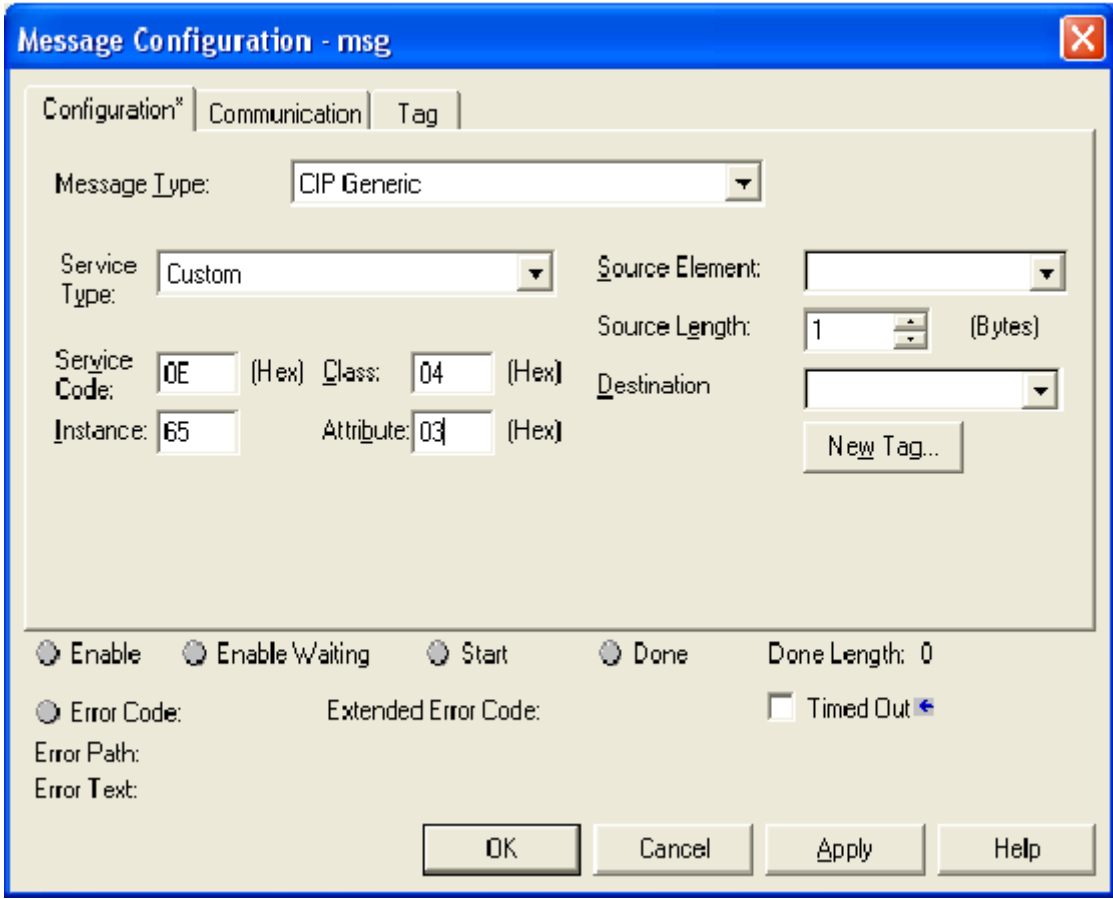 Message Configuration - msg
Configuration* Communication Tag
Message Type: CIP Generic
Service Type: Custom
Source Element:
Source Length: 1 (Bytes)
Service Code: 0E (Hex) Class: 04 (Hex)
Destination
Instance: 65 Attribute: 03 (Hex)
New Tag...
Enable Enable Waiting Start Done Done Length: 0
Error Code: Extended Error Code: Timed Out
Error Path:
Error Text:
OK Cancel Apply Help